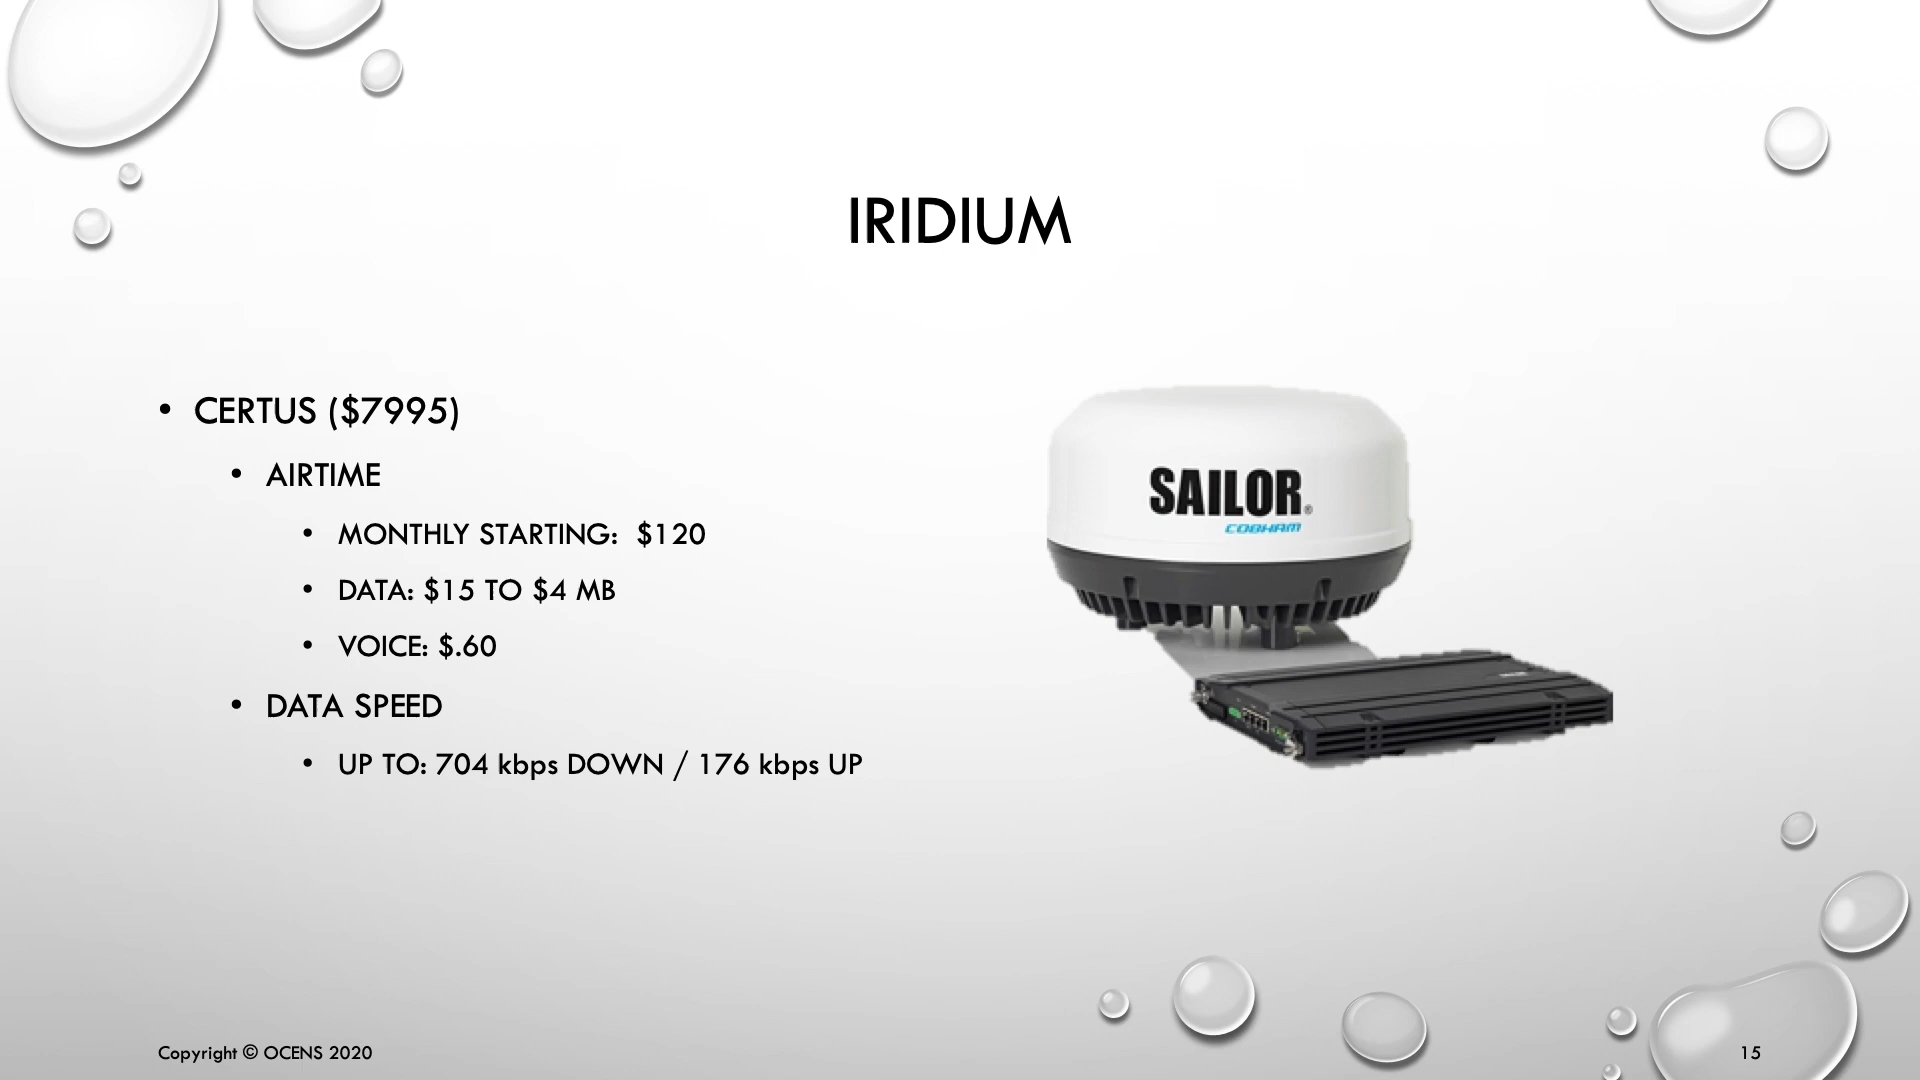 IRIDIUM
• CERTUS ($7995)
• AIRTIME
• MONTHLY STARTING:  $120
• DATA: $15 TO $4 MB
• VOICE: $.60
• DATA SPEED
• UP TO: 704 kbps DOWN / 176 kbps UP
SAILOR®
COBHAM
Copyright © OCENS 2020
15